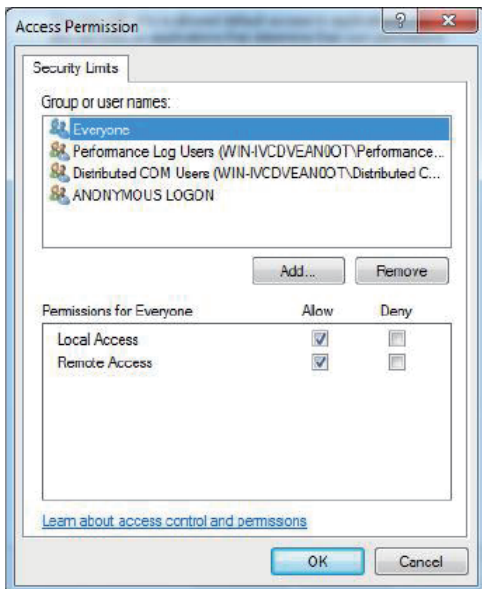 Access Permission
Security Limits
Group or user names:
Everyone
Performance Log Users (WIN-IVCDVEAN0OT\Performance...
Distributed COM Users (WIN-IVCDVEAN0OT\Distributed C...
ANONYMOUS LOGON
Add... Remove
Permissions for Everyone Allow Deny
Local Access
Remote Access
Learn about access control and permissions
OK Cancel